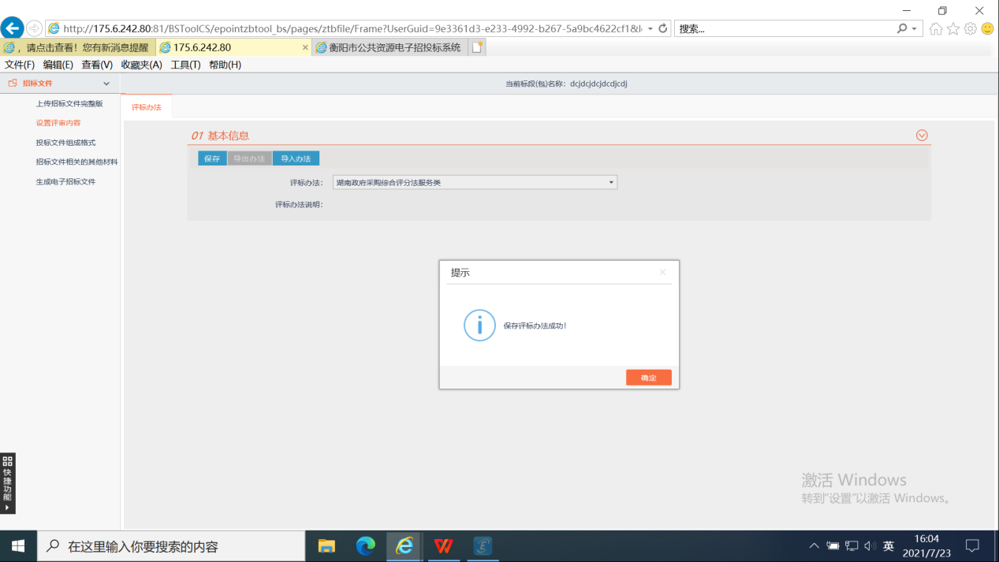 http://175.6.242.80:81/BSToolCS/epointzbtool_bs/pages/ztbfile/Frame?UserGuid=9e3361d3-e233-4992-b267-5a9bc4622cf1&l
搜索...
，请点击查看！您有新消息提醒
175.6.242.80
衡阳市公共资源电子招投标系统
文件(F) 编辑(E) 查看(V) 收藏夹(A) 工具(T) 帮助(H)
招标文件
当前标段(包)名称：dcjdcjdcjdcdjcdj
上传招标文件完整版
设置评审内容
投标文件组成格式
招标文件相关的其他材料
生成电子招标文件
评标办法
01 基本信息
保存 导出办法 导入办法
评标办法： 湖南政府采购综合评分法服务类
评标办法说明：
提示
保存评标办法成功！
确定
快捷功能
激活 Windows
转到"设置"以激活 Windows。
在这里输入你要搜索的内容
英
16:04
2021/7/23